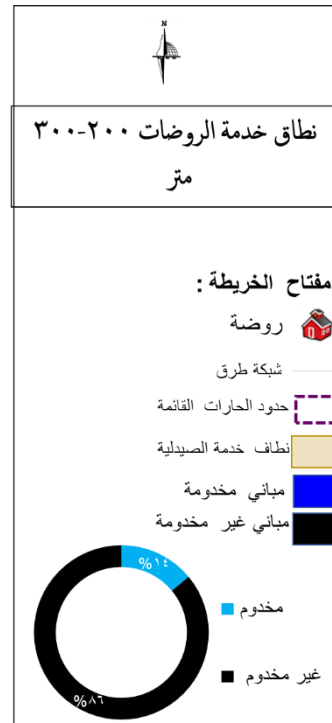 N
نطاق خدمة الروضات ٢٠٠-٣٠٠
متر
مفتاح الخريطة :
روضة
شبكة طرق
حدود الحارات القائمة
نطاف خدمة الصيدلية
مباني مخدومة
مباني غير مخدومة
%١٤
مخدوم
غير مخدوم
%٨٦